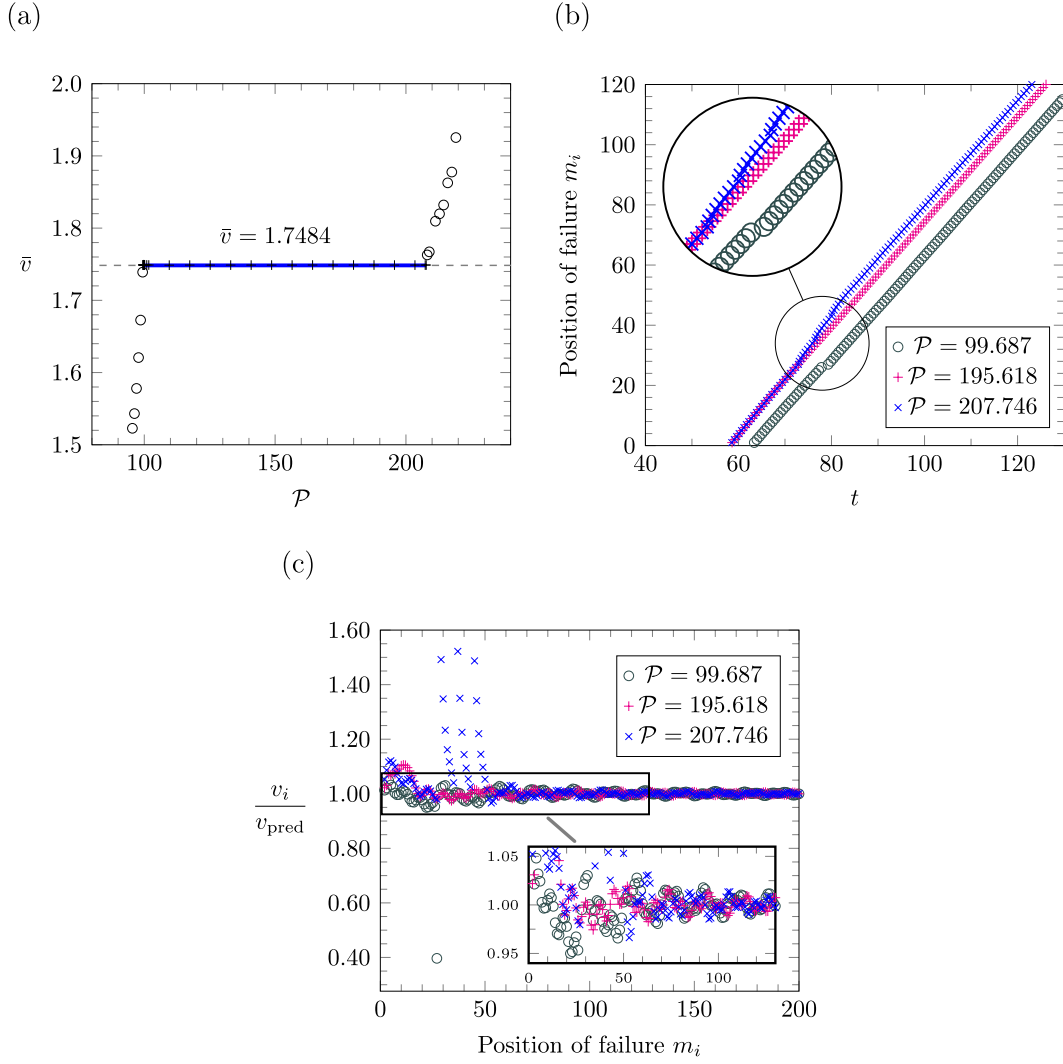 (a)
2.0
1.9
1.8
1.7
1.6
1.5
v̄
v̄ = 1.7484
100 150 200
𝒫
(b)
120
100
80
60
40
20
0
Position of failure mᵢ
𝒫 = 99.687
𝒫 = 195.618
𝒫 = 207.746
40 60 80 100 120
t
(c)
1.60
1.40
1.20
1.00
0.80
0.60
0.40
vᵢ
v_pred
𝒫 = 99.687
𝒫 = 195.618
𝒫 = 207.746
1.05
1.00
0.95
0 50 100
0 50 100 150 200
Position of failure mᵢ